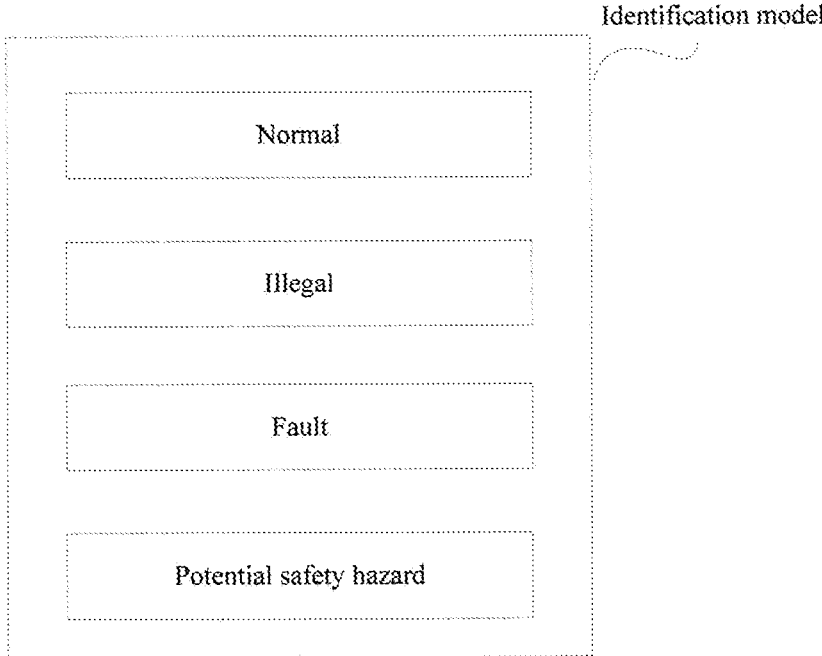 Identification model
Normal
Illegal
Fault
Potential safety hazard